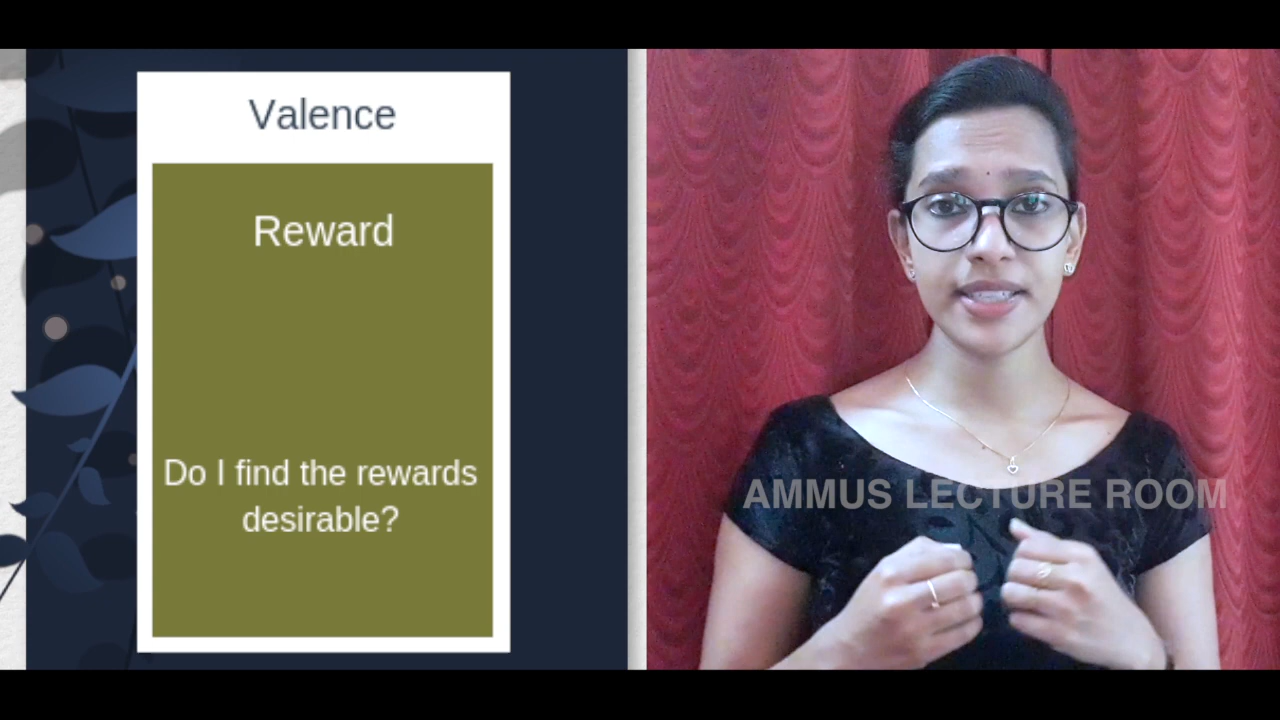 Valence
Reward
Do I find the rewards
desirable?
AMMUS LECTURE ROOM